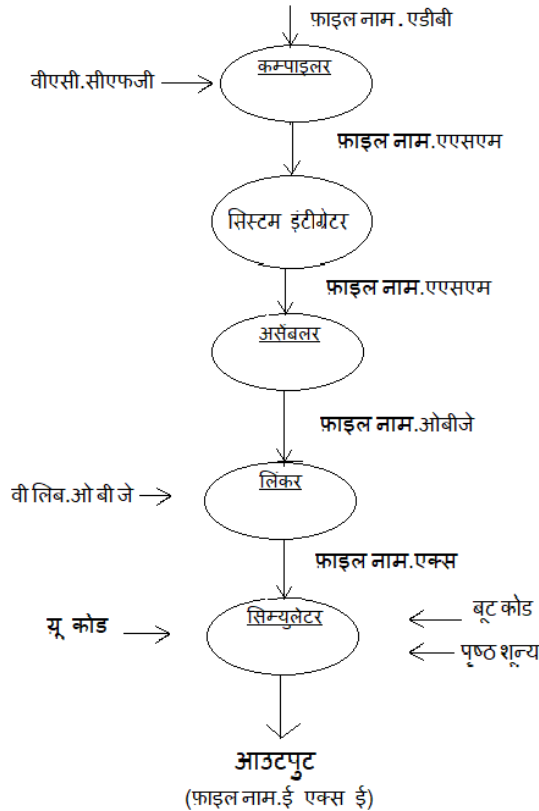 फ़ाइल नाम. एडीबी
कम्पाइलर
वीएसी.सीएफजी
फ़ाइल नाम.एएसएम
सिस्टम इंटीग्रेटर
फ़ाइल नाम.एएसएम
असेंबलर
फ़ाइल नाम.ओबीजे
लिंकर
वी लिब.ओ बी जे
फ़ाइल नाम.एक्स
सिम्युलेटर
बूट कोड
यू कोड
पृष्ठ शून्य
आउटपुट
(फ़ाइल नाम.ई एक्स ई)